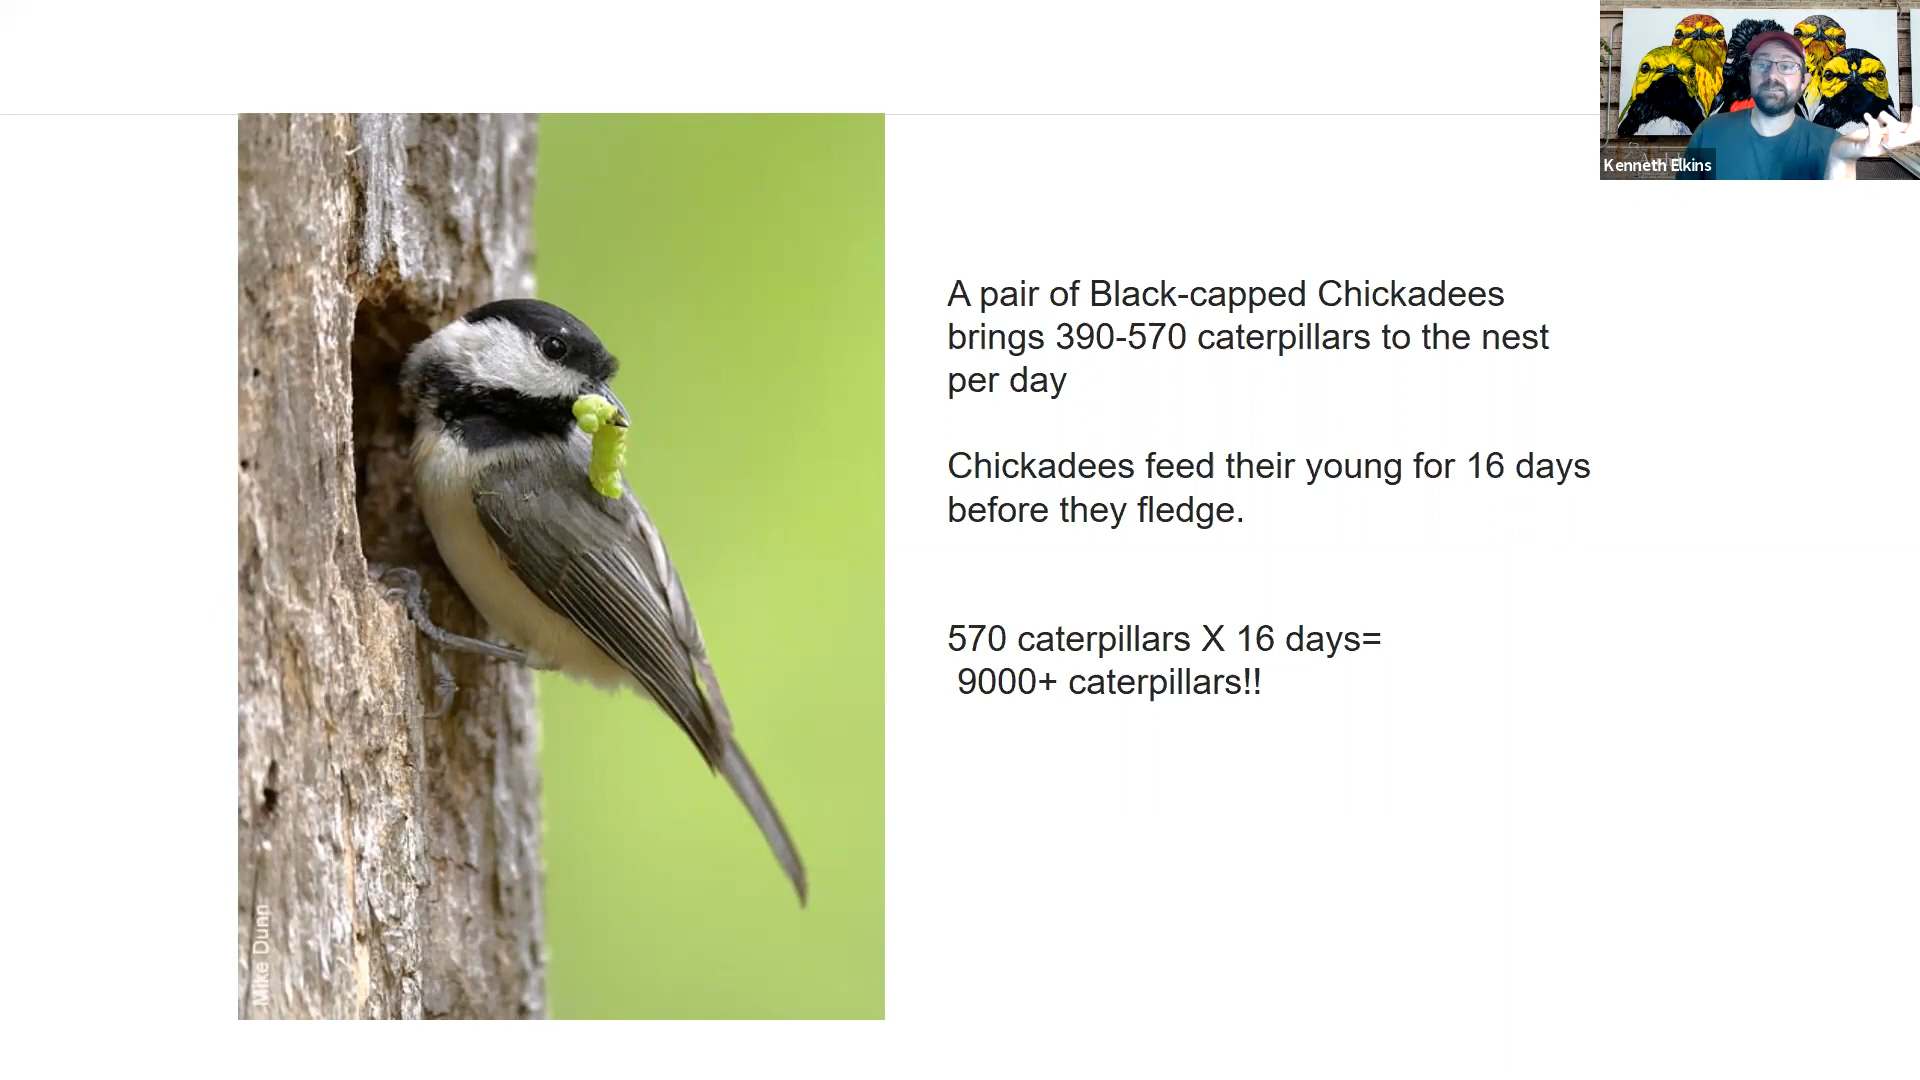 Kenneth Elkins
A pair of Black-capped Chickadees
brings 390-570 caterpillars to the nest
per day
Chickadees feed their young for 16 days
before they fledge.
570 caterpillars X 16 days=
9000+ caterpillars!!
Mike Dunn